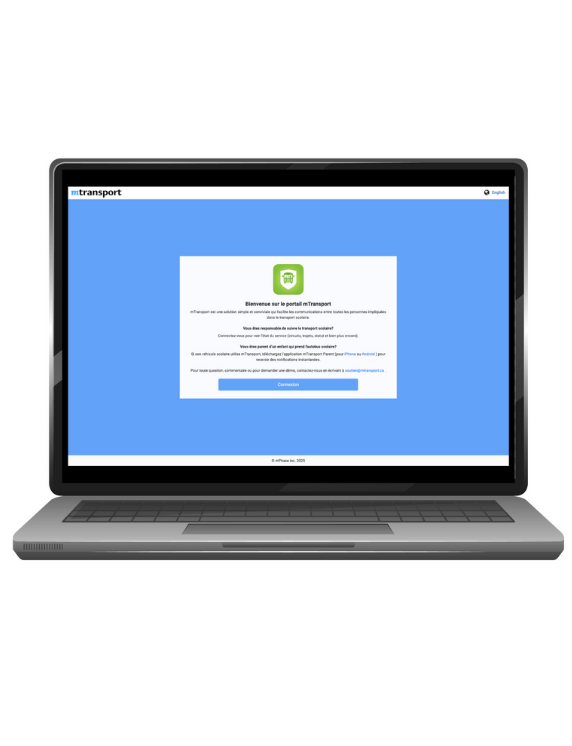 mtransport
English
Bienvenue sur le portail mTransport
mTransport est une solution simple et conviviale qui facilite les communications entre toutes les personnes impliquées
dans le transport scolaire.
Vous êtes responsable de suivre le transport scolaire?
Connectez-vous pour voir l'état du service (circuits, trajets, statut et bien plus encore).
Vous êtes parent d'un enfant qui prend l'autobus scolaire?
Si son véhicule scolaire utilise mTransport, téléchargez l'application mTransport Parent (pour iPhone ou Android ) pour
recevoir des notifications instantanées.
Pour toute question, commentaire ou pour demander une démo, contactez-nous en écrivant à soutien@mtransport.ca .
Connexion
© mPhase inc. 2025